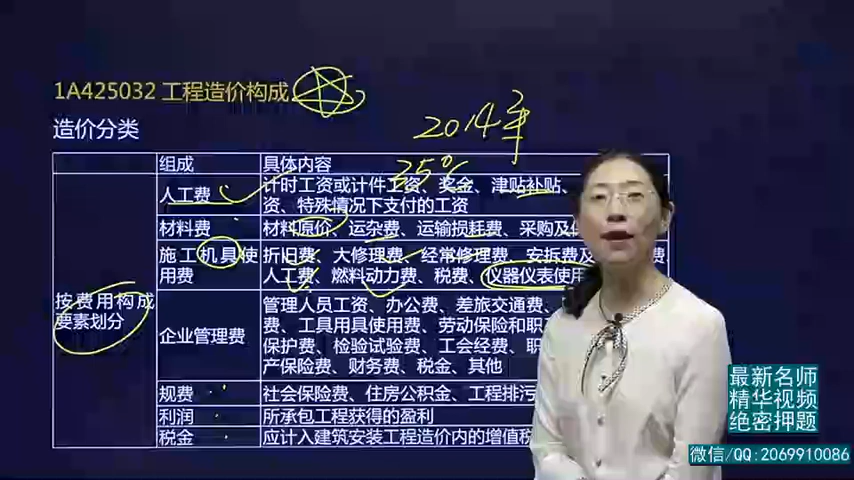 1A425032 工程造价构成
2014年
造价分类
25℃
组成 具体内容
人工费 计时工资或计件工资、奖金、津贴补贴、
资、特殊情况下支付的工资
材料费 材料原价、运杂费、运输损耗费、采购及
施工机具使 折旧费、大修理费、经常修理费、安拆费及 费、
用费 人工费、燃料动力费、税费、仪器仪表使用
按费用构成
要素划分
企业管理费
管理人员工资、办公费、差旅交通费、
费、工具用具使用费、劳动保险和职
保护费、检验试验费、工会经费、职
产保险费、财务费、税金、其他
规费 社会保险费、住房公积金、工程排污
利润 所承包工程获得的盈利
税金 应计入建筑安装工程造价内的增值税
最新名师
精华视频
绝密押题
微信/QQ:2069910086